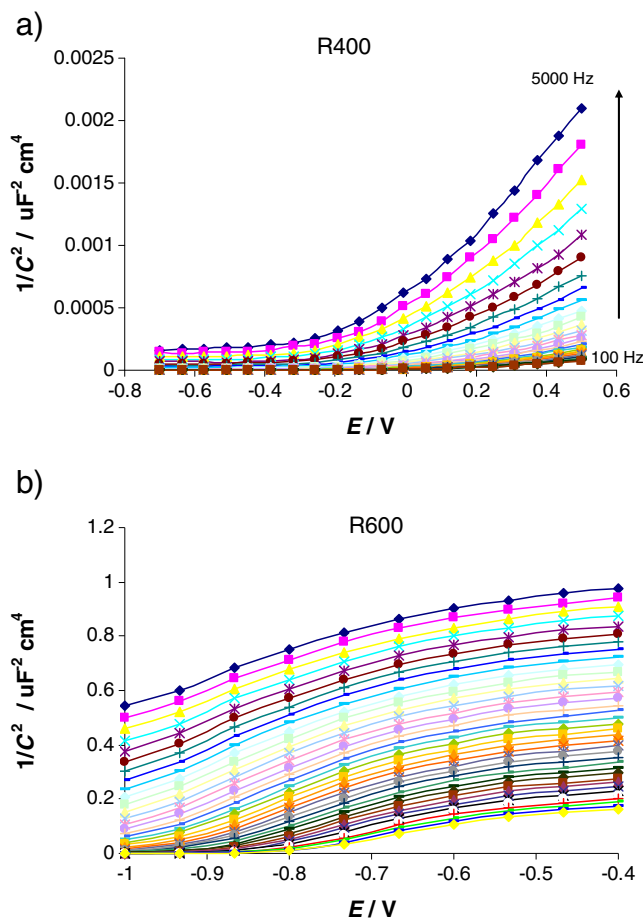 a)
R400
0.0025
5000 Hz
0.002
0.0015
0.001
0.0005
100 Hz
0
-0.8 -0.6 -0.4 -0.2 0 0.2 0.4 0.6
1/C² / uF⁻² cm⁴
E / V
b)
R600
1.2
1
0.8
0.6
0.4
0.2
0
-1 -0.9 -0.8 -0.7 -0.6 -0.5 -0.4
1/C² / uF⁻² cm⁴
E / V